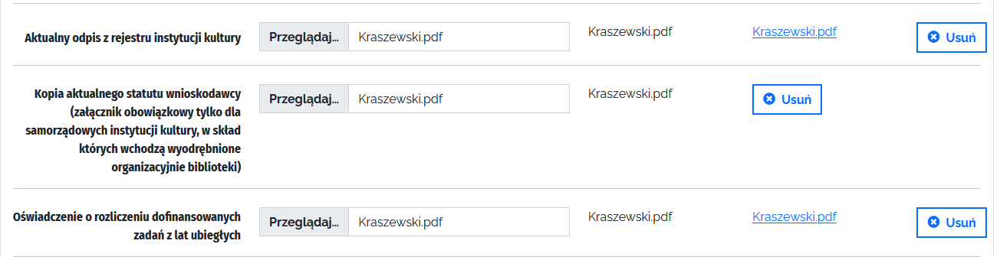 Aktualny odpis z rejestru instytucji kultury Przeglądaj... Kraszewski.pdf Kraszewski.pdf Kraszewski.pdf Usuń
Kopia aktualnego statutu wnioskodawcy Przeglądaj... Kraszewski.pdf Kraszewski.pdf Usuń
(załącznik obowiązkowy tylko dla
samorządowych instytucji kultury, w skład
których wchodzą wyodrębnione
organizacyjnie biblioteki)
Oświadczenie o rozliczeniu dofinansowanych Przeglądaj... Kraszewski.pdf Kraszewski.pdf Kraszewski.pdf Usuń
zadań z lat ubiegłych